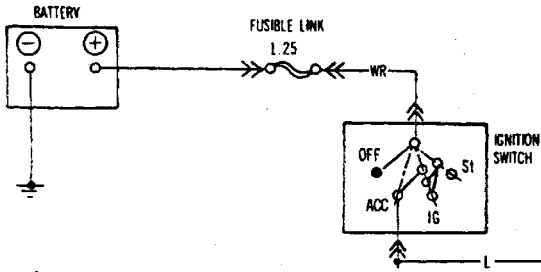 BATTERY
FUSIBLE LINK
1.25
WR
IGNITION
SWITCH
OFF
St
ACC
IG
L